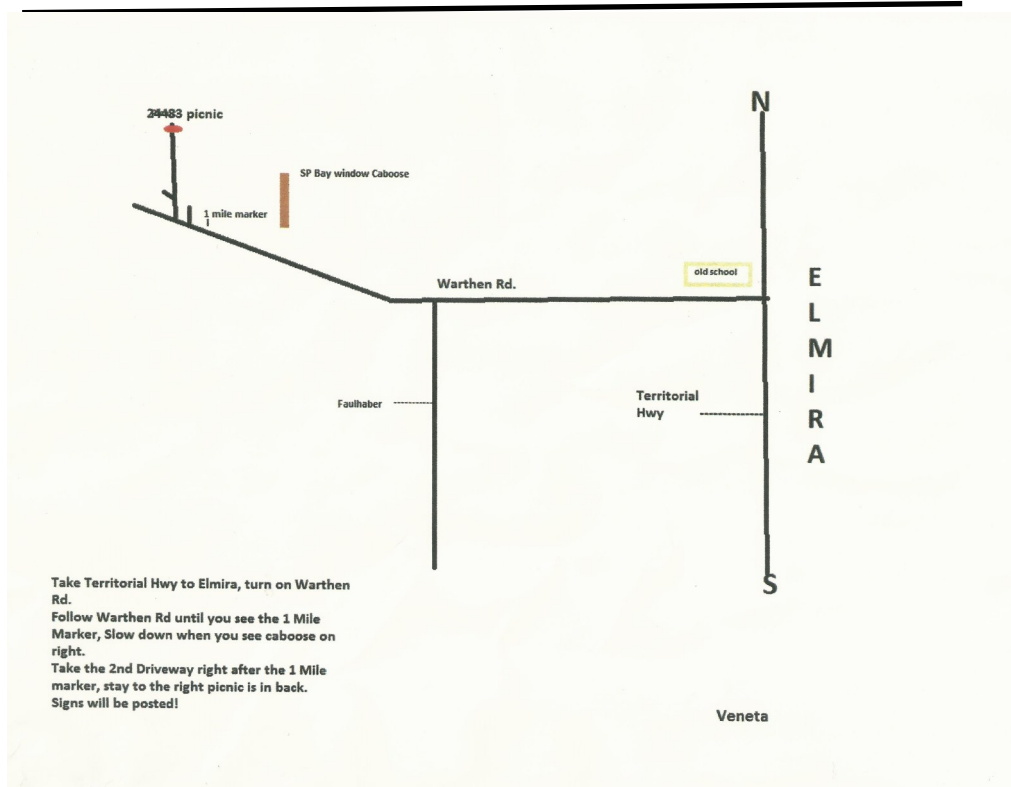 N
24483 picnic
SP Bay window Caboose
1 mile marker
old school
Warthen Rd.
E
L
M
I
R
A
Territorial
Hwy
Faulhaber
S
Take Territorial Hwy to Elmira, turn on Warthen
Rd.
Follow Warthen Rd until you see the 1 Mile
Marker, Slow down when you see caboose on
right.
Take the 2nd Driveway right after the 1 Mile
marker, stay to the right picnic is in back.
Signs will be posted!
Veneta